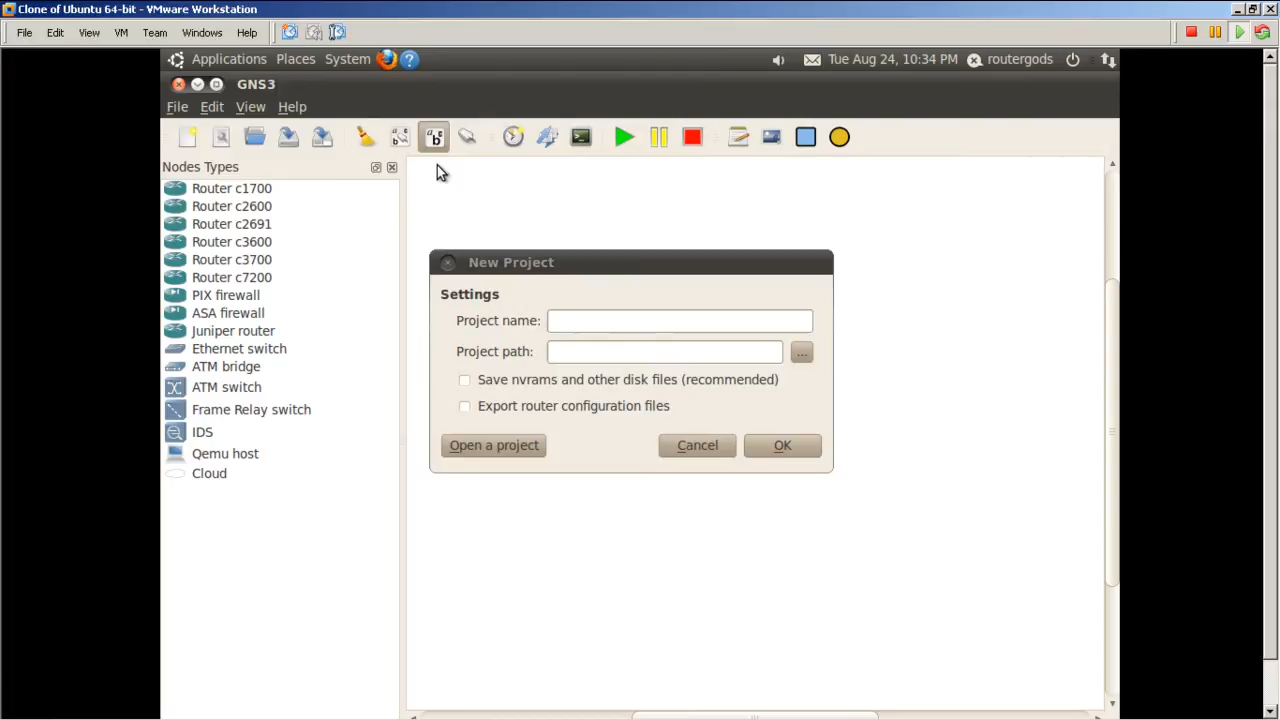 Clone of Ubuntu 64-bit - VMware Workstation
File Edit View VM Team Windows Help
Applications Places System ? Tue Aug 24, 10:34 PM routergods
GNS3
File Edit View Help
Nodes Types
Router c1700
Router c2600
Router c2691
Router c3600
Router c3700
Router c7200
PIX firewall
ASA firewall
Juniper router
Ethernet switch
ATM bridge
ATM switch
Frame Relay switch
IDS
Qemu host
Cloud
New Project
Settings
Project name:
Project path: ...
Save nvrams and other disk files (recommended)
Export router configuration files
Open a project Cancel OK